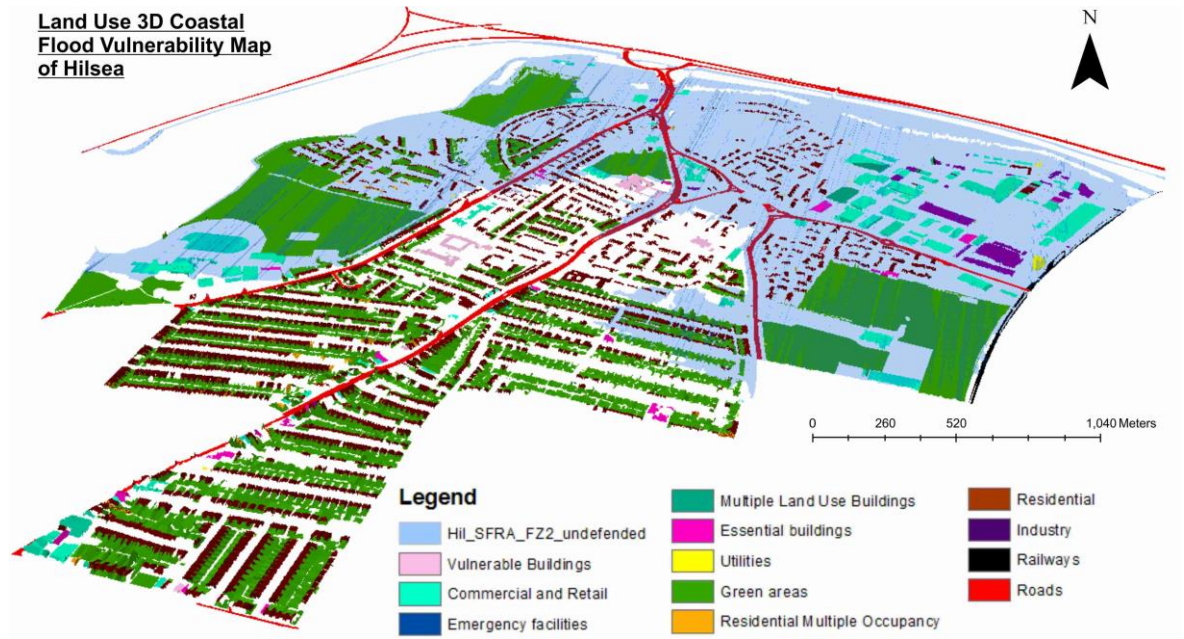 Land Use 3D Coastal
Flood Vulnerability Map
of Hilsea
N
0 260 520 1,040 Meters
Legend
Hil_SFRA_FZ2_undefended
Vulnerable Buildings
Commercial and Retail
Emergency facilities
Multiple Land Use Buildings
Essential buildings
Utilities
Green areas
Residential Multiple Occupancy
Residential
Industry
Railways
Roads